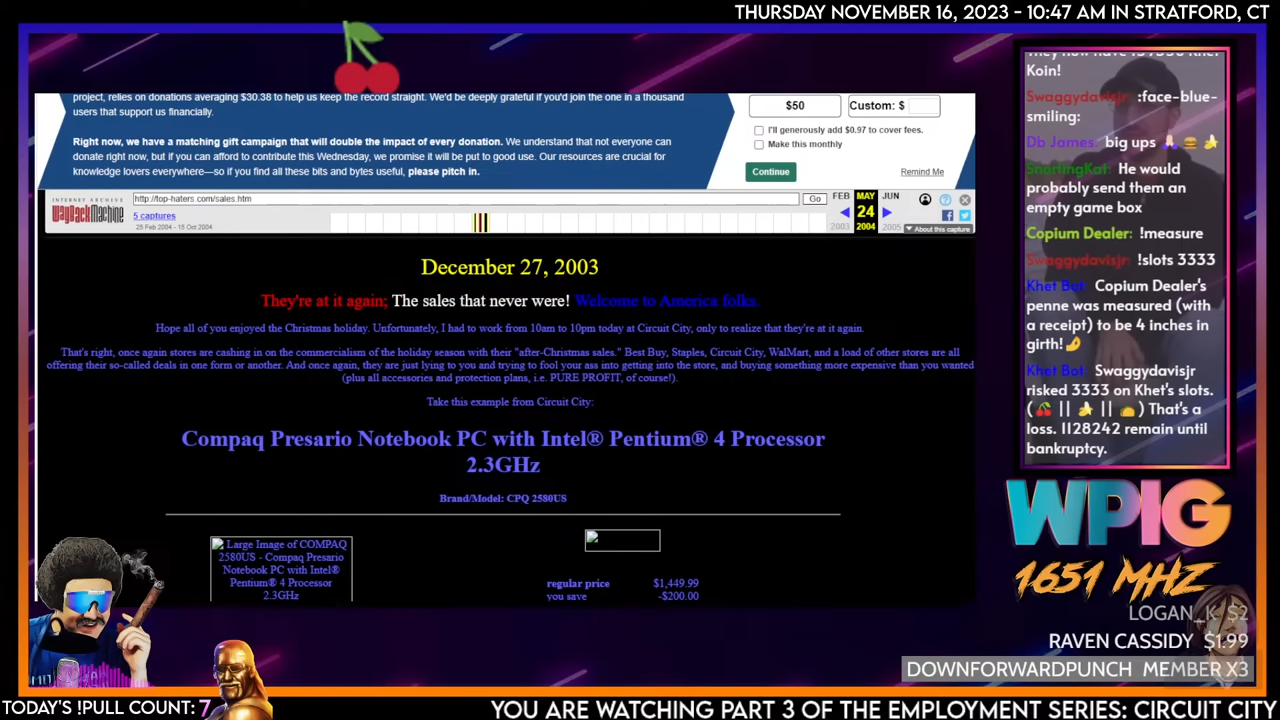 THURSDAY NOVEMBER 16, 2023 - 10:47 AM IN STRATFORD, CT
project, relies on donations averaging $30.38 to help us keep the record straight. We'd be deeply grateful if you'd join the one in a thousand
users that support us financially.
Right now, we have a matching gift campaign that will double the impact of every donation. We understand that not everyone can
donate right now, but if you can afford to contribute this Wednesday, we promise it will be put to good use. Our resources are crucial for
knowledge lovers everywhere—so if you find all these bits and bytes useful, please pitch in.
$50
Custom: $
I'll generously add $0.97 to cover fees.
Make this monthly
Continue
Remind Me
INTERNET ARCHIVE
WayBackMachine
http://top-haters.com/sales.htm
Go
FEB
MAY
JUN
5 captures
24
25 Feb 2004 - 15 Oct 2004
2003
2004
2005
About this capture
December 27, 2003
They're at it again; The sales that never were! Welcome to America folks.
Hope all of you enjoyed the Christmas holiday. Unfortunately, I had to work from 10am to 10pm today at Circuit City, only to realize that they're at it again.
That's right, once again stores are cashing in on the commercialism of the holiday season with their "after-Christmas sales." Best Buy, Staples, Circuit City, WalMart, and a load of other stores are all
offering their so-called deals in one form or another. And once again, they are just lying to you and trying to fool your ass into getting into the store, and buying something more expensive than you wanted
(plus all accessories and protection plans, i.e. PURE PROFIT, of course!).
Take this example from Circuit City:
Compaq Presario Notebook PC with Intel® Pentium® 4 Processor
2.3GHz
Brand/Model: CPQ 2580US
Large Image of COMPAQ
2580US - Compaq Presario
Notebook PC with Intel®
Pentium® 4 Processor
2.3GHz
regular price $1,449.99
you save -$200.00
Koin!
Swaggydavisjr: :face-blue-
smiling:
Db James: big ups 🙏🍔🍌
SnortingKat: He would
probably send them an
empty game box
Copium Dealer: !measure
Swaggydavisjr: !slots 3333
Khet Bot: Copium Dealer's
penne was measured (with
a receipt) to be 4 inches in
girth!🤌
Khet Bot: Swaggydavisjr
risked 3333 on Khet's slots.
(🍒 || 🍌 || 🌮) That's a
loss. 1128242 remain until
bankruptcy.
WPIG
1651 MHZ
LOGAN_K $2
RAVEN CASSIDY $1.99
DOWNFORWARDPUNCH MEMBER X3
TODAY'S !PULL COUNT: 7
YOU ARE WATCHING PART 3 OF THE EMPLOYMENT SERIES: CIRCUIT CITY